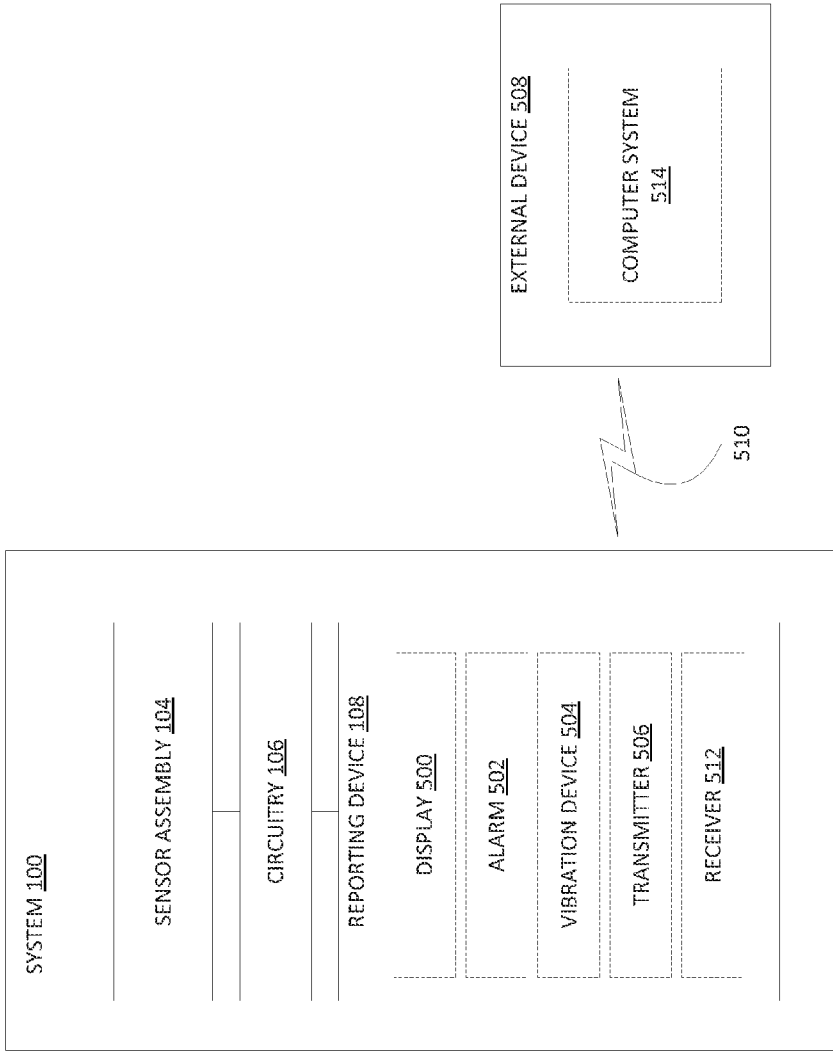 SYSTEM 100
SENSOR ASSEMBLY 104
CIRCUITRY 106
REPORTING DEVICE 108
DISPLAY 500
ALARM 502
VIBRATION DEVICE 504
TRANSMITTER 506
RECEIVER 512
510
EXTERNAL DEVICE 508
COMPUTER SYSTEM
514